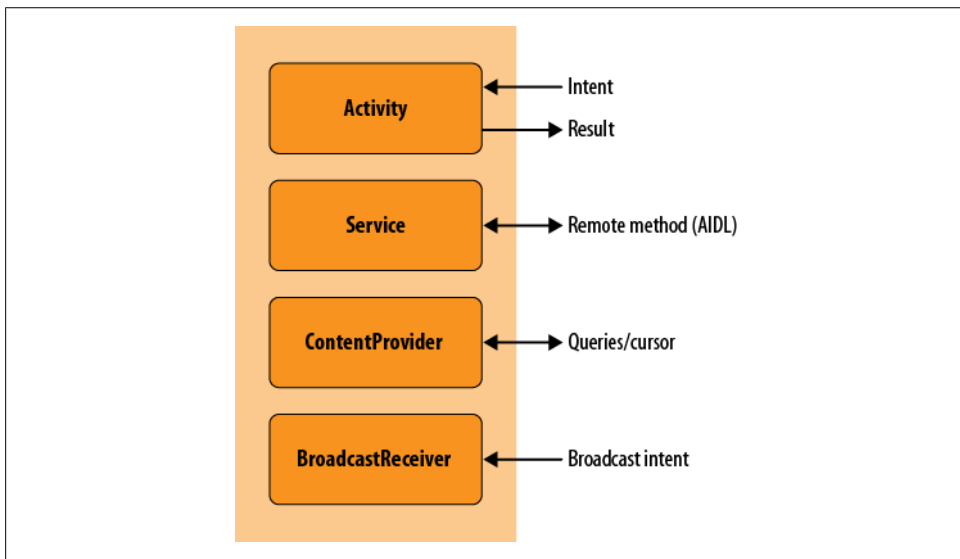 Activity
Intent
Result
Service
Remote method (AIDL)
ContentProvider
Queries/cursor
BroadcastReceiver
Broadcast intent